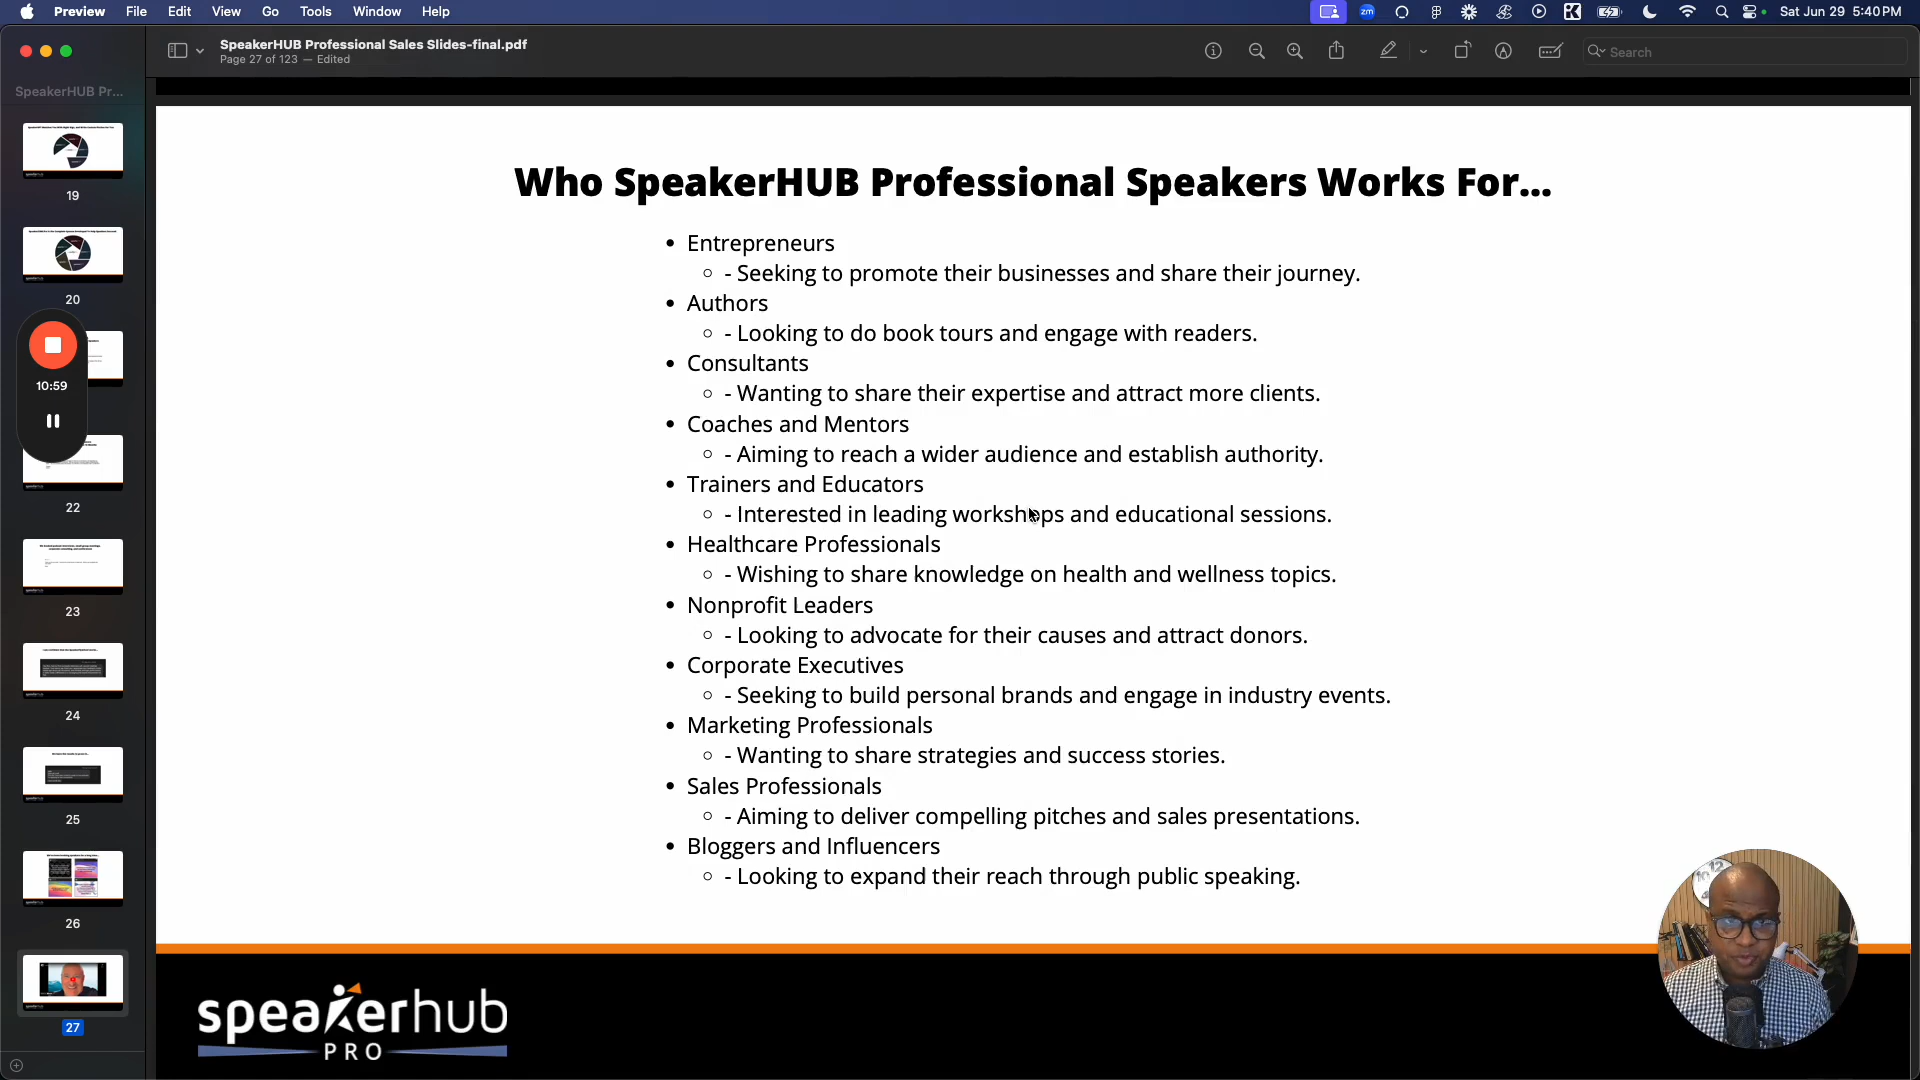 Preview File Edit View Go Tools Window Help
zm
Sat Jun 29 5:40 PM
SpeakerHUB Professional Sales Slides-final.pdf
Page 27 of 123 — Edited
Search
SpeakerHUB Pr...
19
20
10:59
22
23
24
25
26
27
Who SpeakerHUB Professional Speakers Works For...
• Entrepreneurs
- Seeking to promote their businesses and share their journey.
• Authors
- Looking to do book tours and engage with readers.
• Consultants
- Wanting to share their expertise and attract more clients.
• Coaches and Mentors
- Aiming to reach a wider audience and establish authority.
• Trainers and Educators
- Interested in leading workshops and educational sessions.
• Healthcare Professionals
- Wishing to share knowledge on health and wellness topics.
• Nonprofit Leaders
- Looking to advocate for their causes and attract donors.
• Corporate Executives
- Seeking to build personal brands and engage in industry events.
• Marketing Professionals
- Wanting to share strategies and success stories.
• Sales Professionals
- Aiming to deliver compelling pitches and sales presentations.
• Bloggers and Influencers
- Looking to expand their reach through public speaking.
speakerhub
PRO